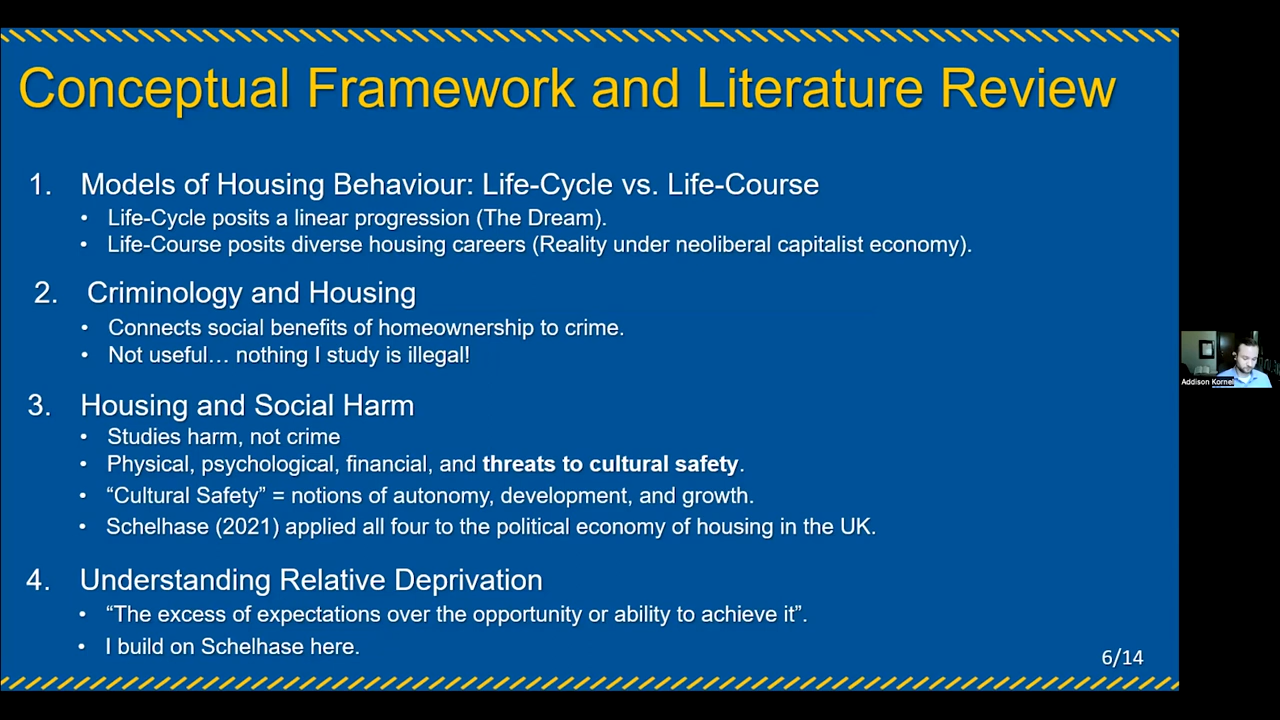 Conceptual Framework and Literature Review
1. Models of Housing Behaviour: Life-Cycle vs. Life-Course
• Life-Cycle posits a linear progression (The Dream).
• Life-Course posits diverse housing careers (Reality under neoliberal capitalist economy).
2. Criminology and Housing
• Connects social benefits of homeownership to crime.
• Not useful… nothing I study is illegal!
3. Housing and Social Harm
• Studies harm, not crime
• Physical, psychological, financial, and threats to cultural safety.
• “Cultural Safety” = notions of autonomy, development, and growth.
• Schelhase (2021) applied all four to the political economy of housing in the UK.
4. Understanding Relative Deprivation
• “The excess of expectations over the opportunity or ability to achieve it”.
• I build on Schelhase here.
6/14
Addison Kornel